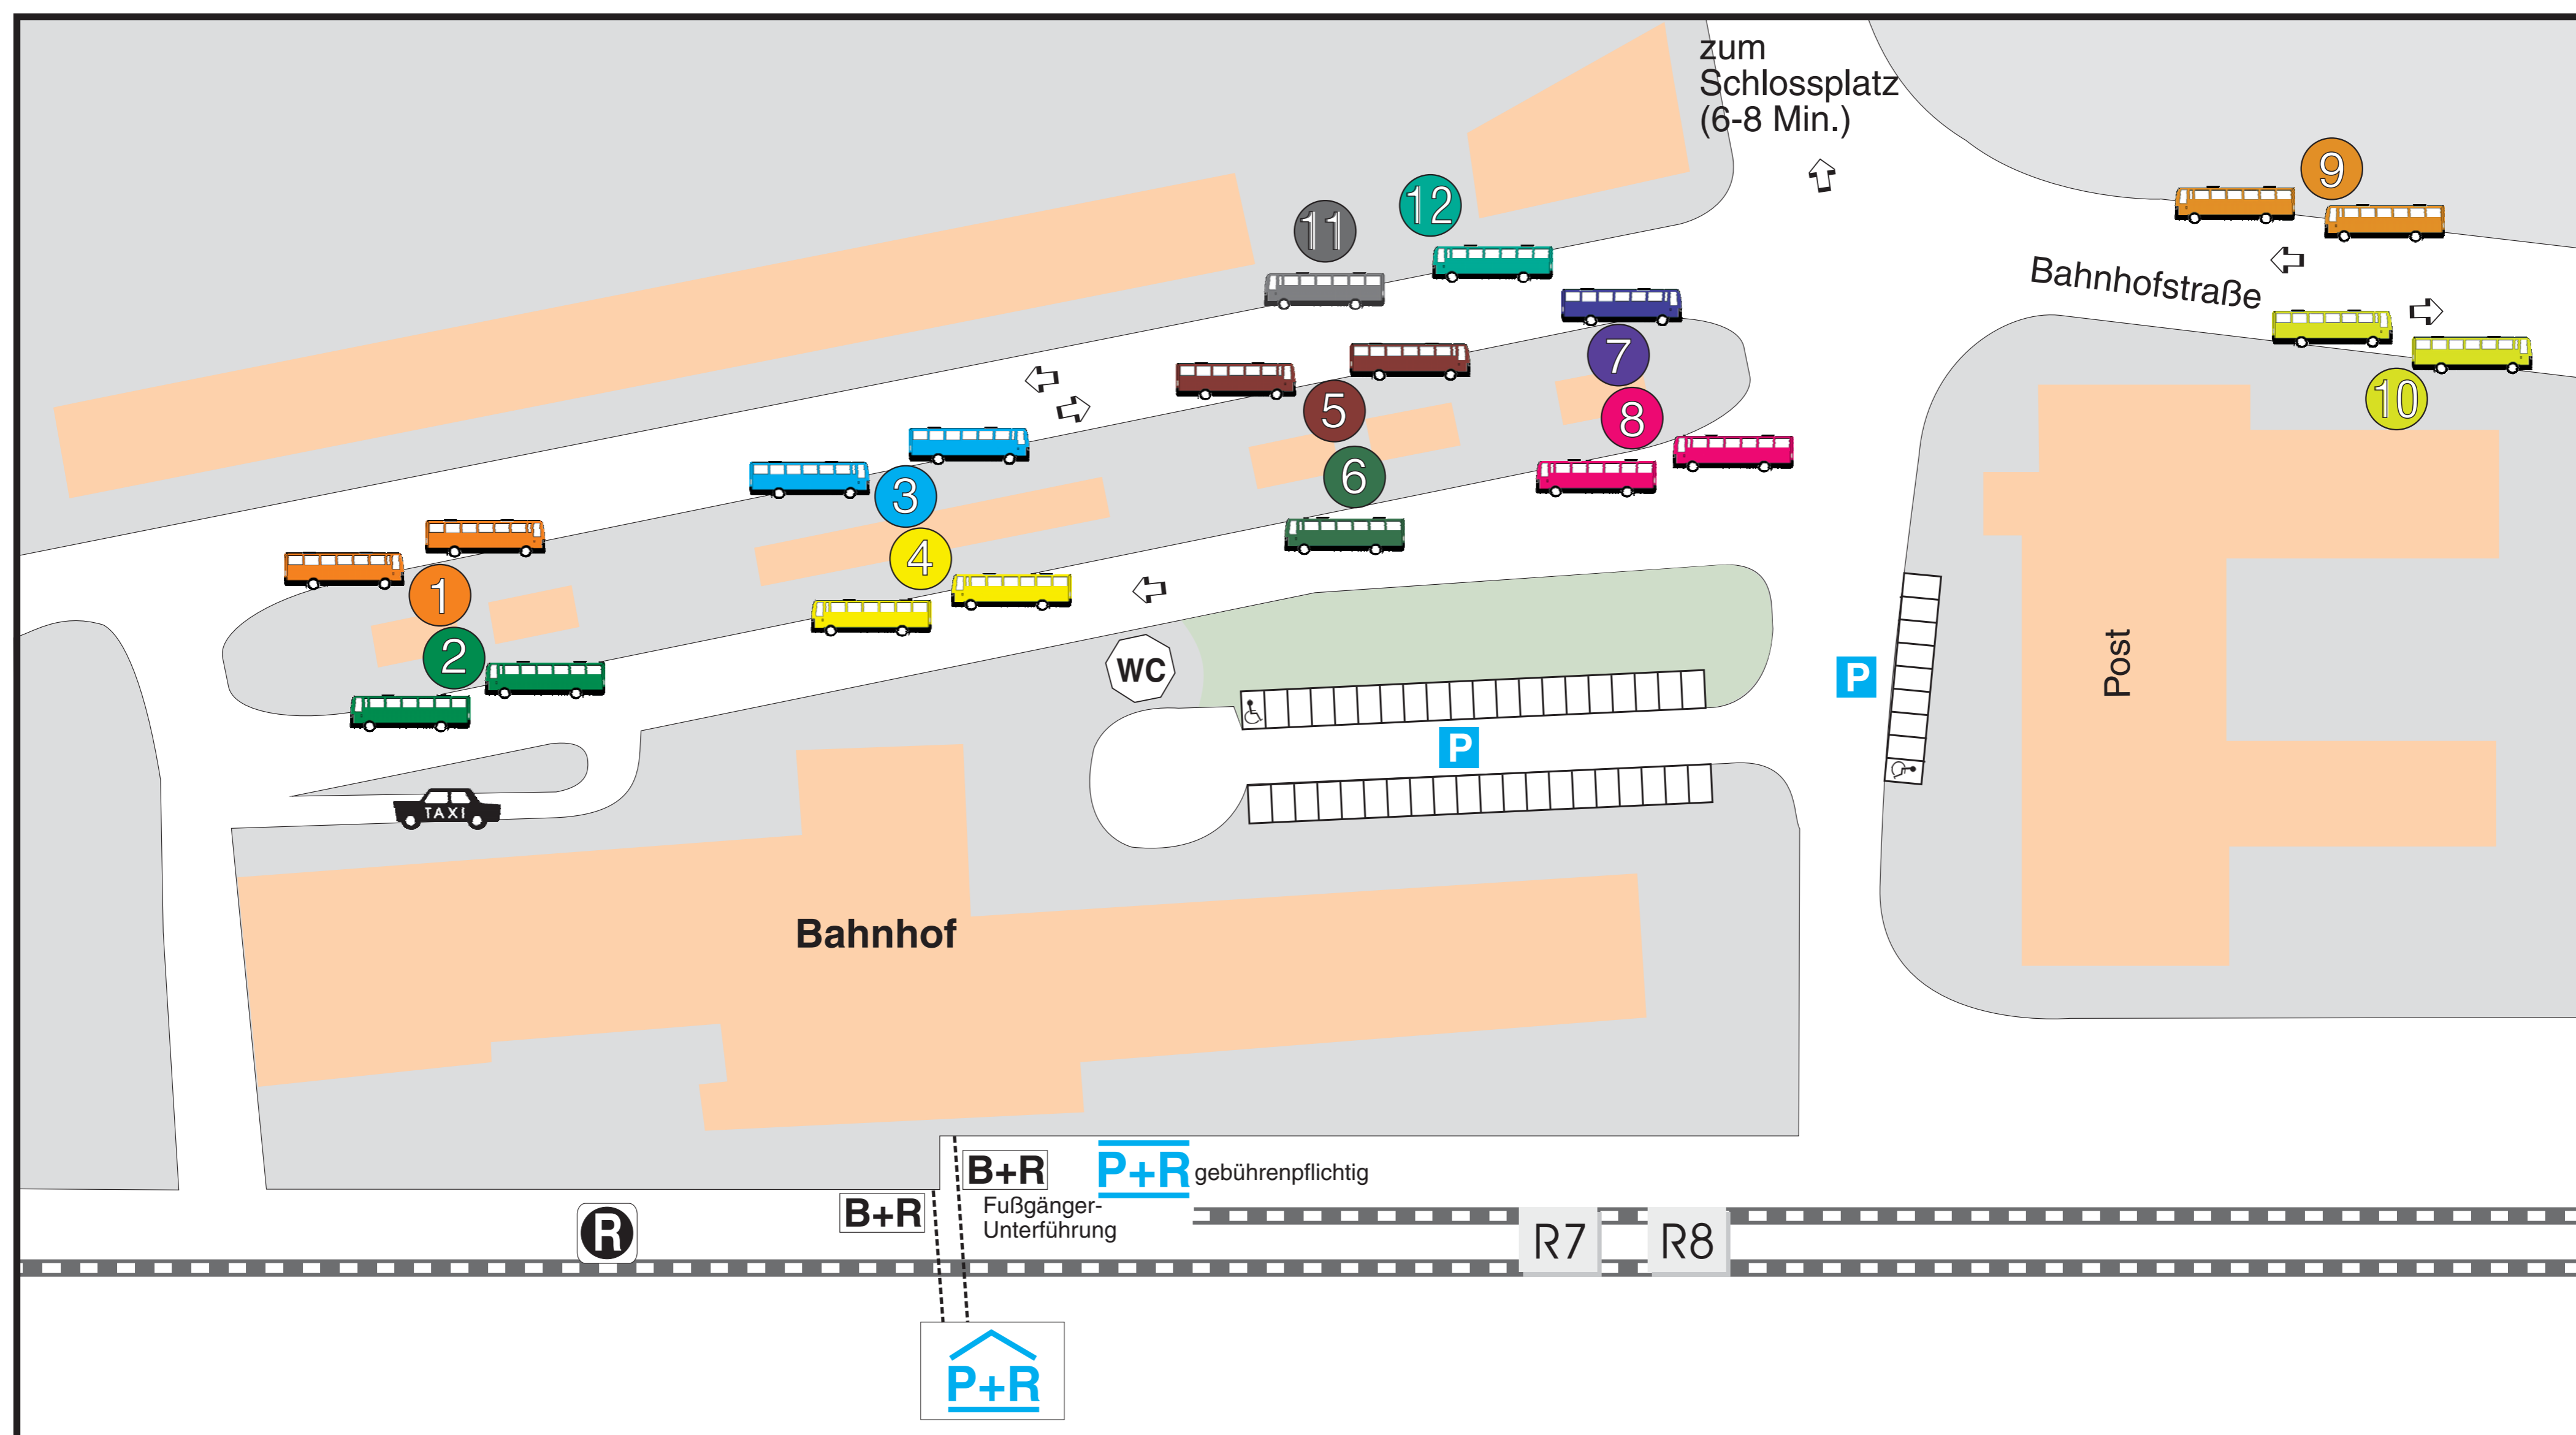 zum
Schlossplatz
(6-8 Min.)
9
12
11
Bahnhofstraße
7
5
8
10
3
6
4
1
2
WC
P
Post
P
TAXI
Bahnhof
B+R
P+R gebührenpflichtig
B+R
Fußgänger-
Unterführung
R
R7
R8
P+R